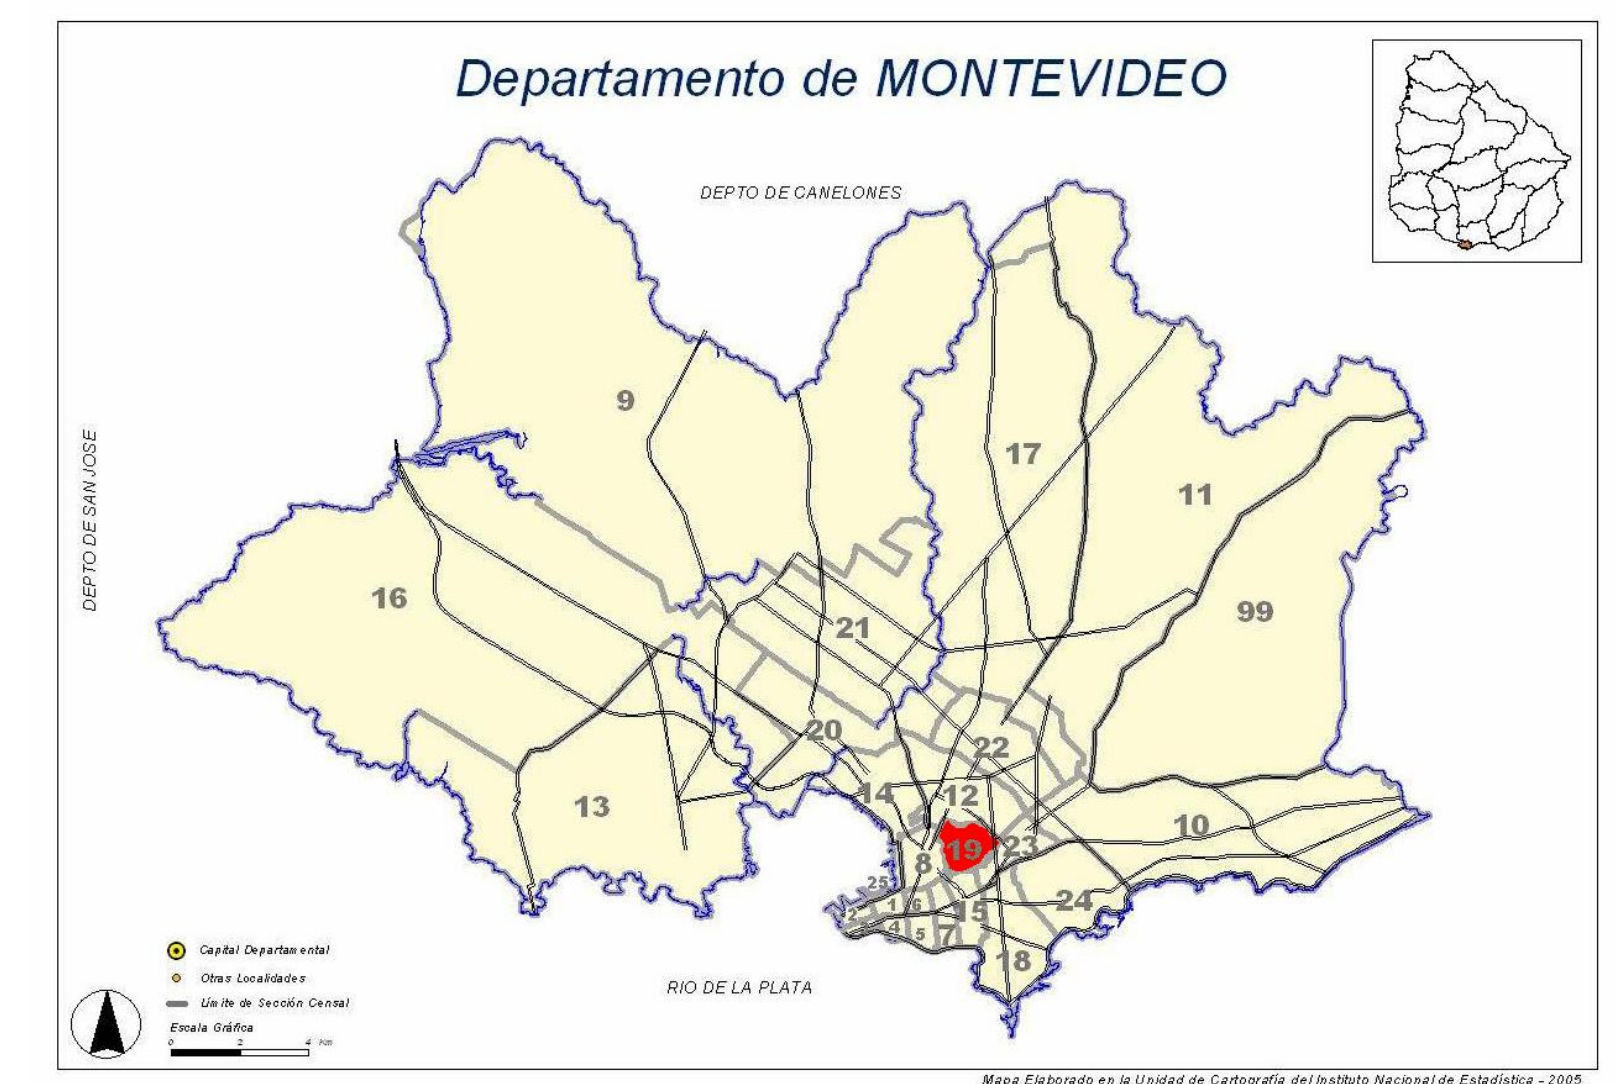 Departamento de MONTEVIDEO
DEPTO DE CANELONES
DEPTO DE SAN JOSE
9
17
11
16
99
21
20
22
14
12
13
10
19
23
8
25
24
1
6
2
15
3
4
5
7
18
RIO DE LA PLATA
Capital Departamental
Otras Localidades
Límite de Sección Censal
Escala Gráfica
0 2 4 Km
Mapa Elaborado en la Unidad de Cartografía del Instituto Nacional de Estadística - 2005